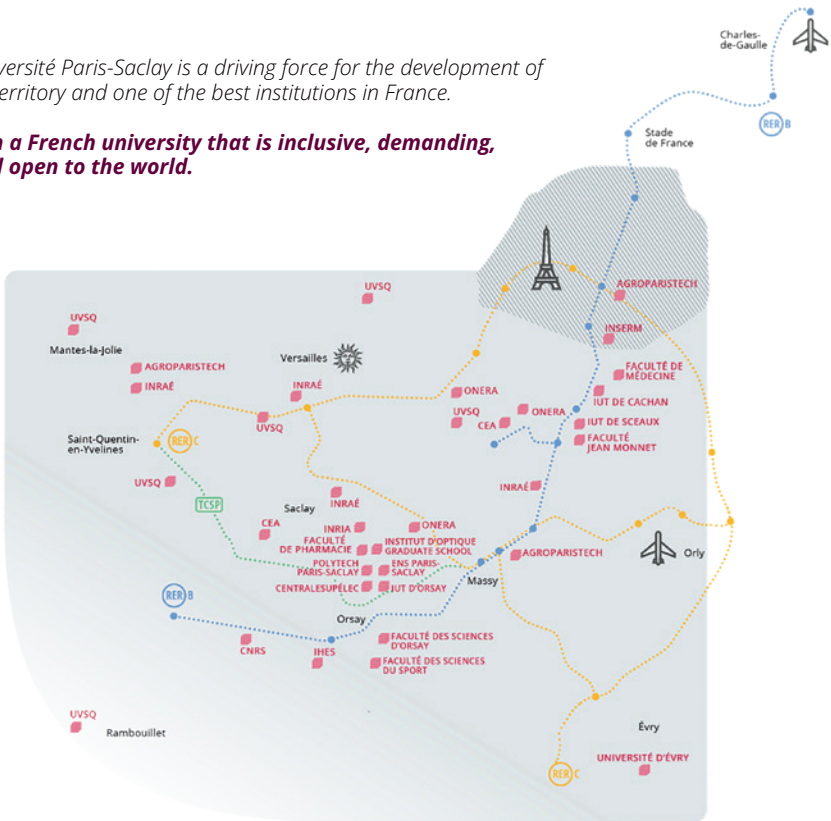 Charles-
de-Gaulle
versité Paris-Saclay is a driving force for the development of
erritory and one of the best institutions in France.
RER B
Stade
de France
a French university that is inclusive, demanding,
open to the world.
AGROPARISTECH
UVSQ
UVSQ
INSERM
Mantes-la-Jolie
Versailles
AGROPARISTECH
FACULTÉ DE
MÉDECINE
INRAÉ
INRAÉ
ONERA
IUT DE CACHAN
UVSQ
ONERA
UVSQ
CEA
IUT DE SCEAUX
Saint-Quentin-
en-Yvelines
RER C
FACULTÉ
JEAN MONNET
UVSQ
INRAÉ
TCSP
INRAÉ
Saclay
CEA
INRIA
ONERA
FACULTÉ
DE PHARMACIE
INSTITUT D'OPTIQUE
GRADUATE SCHOOL
AGROPARISTECH
Orly
POLYTECH
PARIS-SACLAY
ENS PARIS-
SACLAY
Massy
CENTRALESUPÉLEC
IUT D'ORSAY
RER B
Orsay
FACULTÉ DES SCIENCES
D'ORSAY
CNRS
IHES
FACULTÉ DES SCIENCES
DU SPORT
UVSQ
Rambouillet
Évry
UNIVERSITÉ D'ÉVRY
RER C